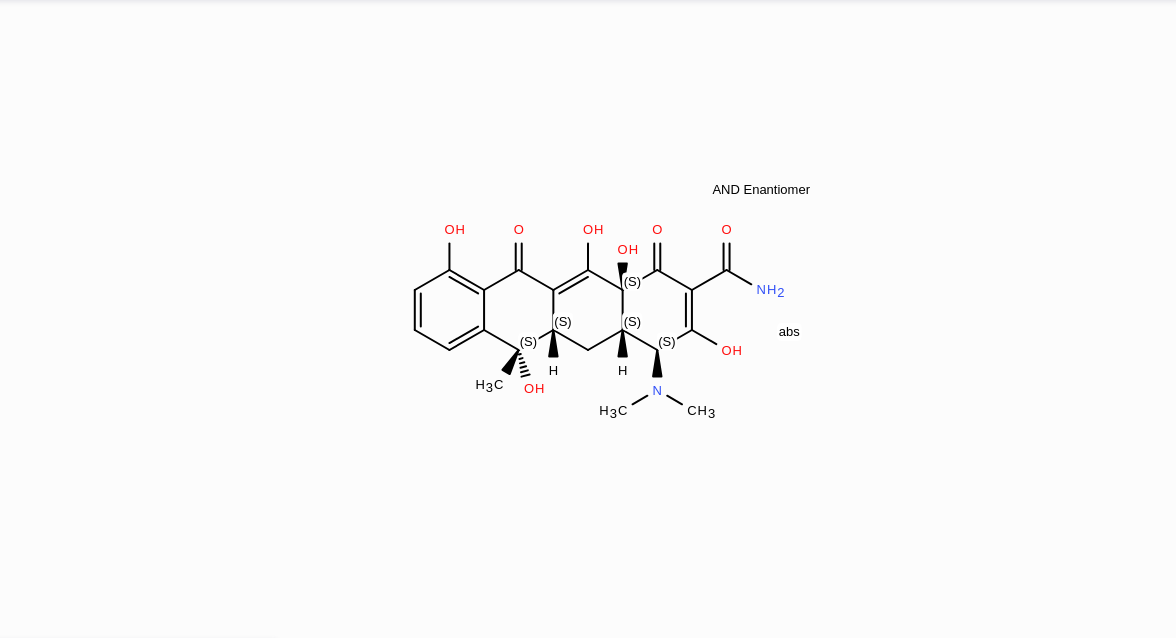 AND Enantiomer
OH O OH O O
OH
(S)
NH2
(S) (S)
abs
(S) (S)
OH
H H
H3C OH N
H3C CH3